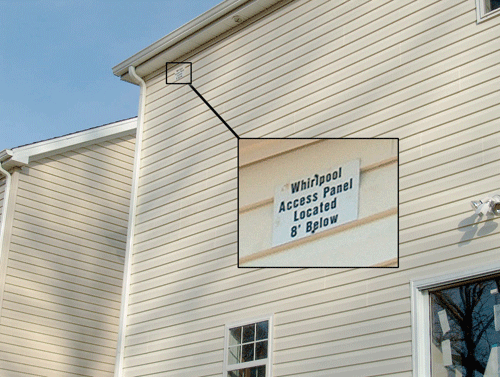 Whirlpool
Access Panel
Located
8' Below